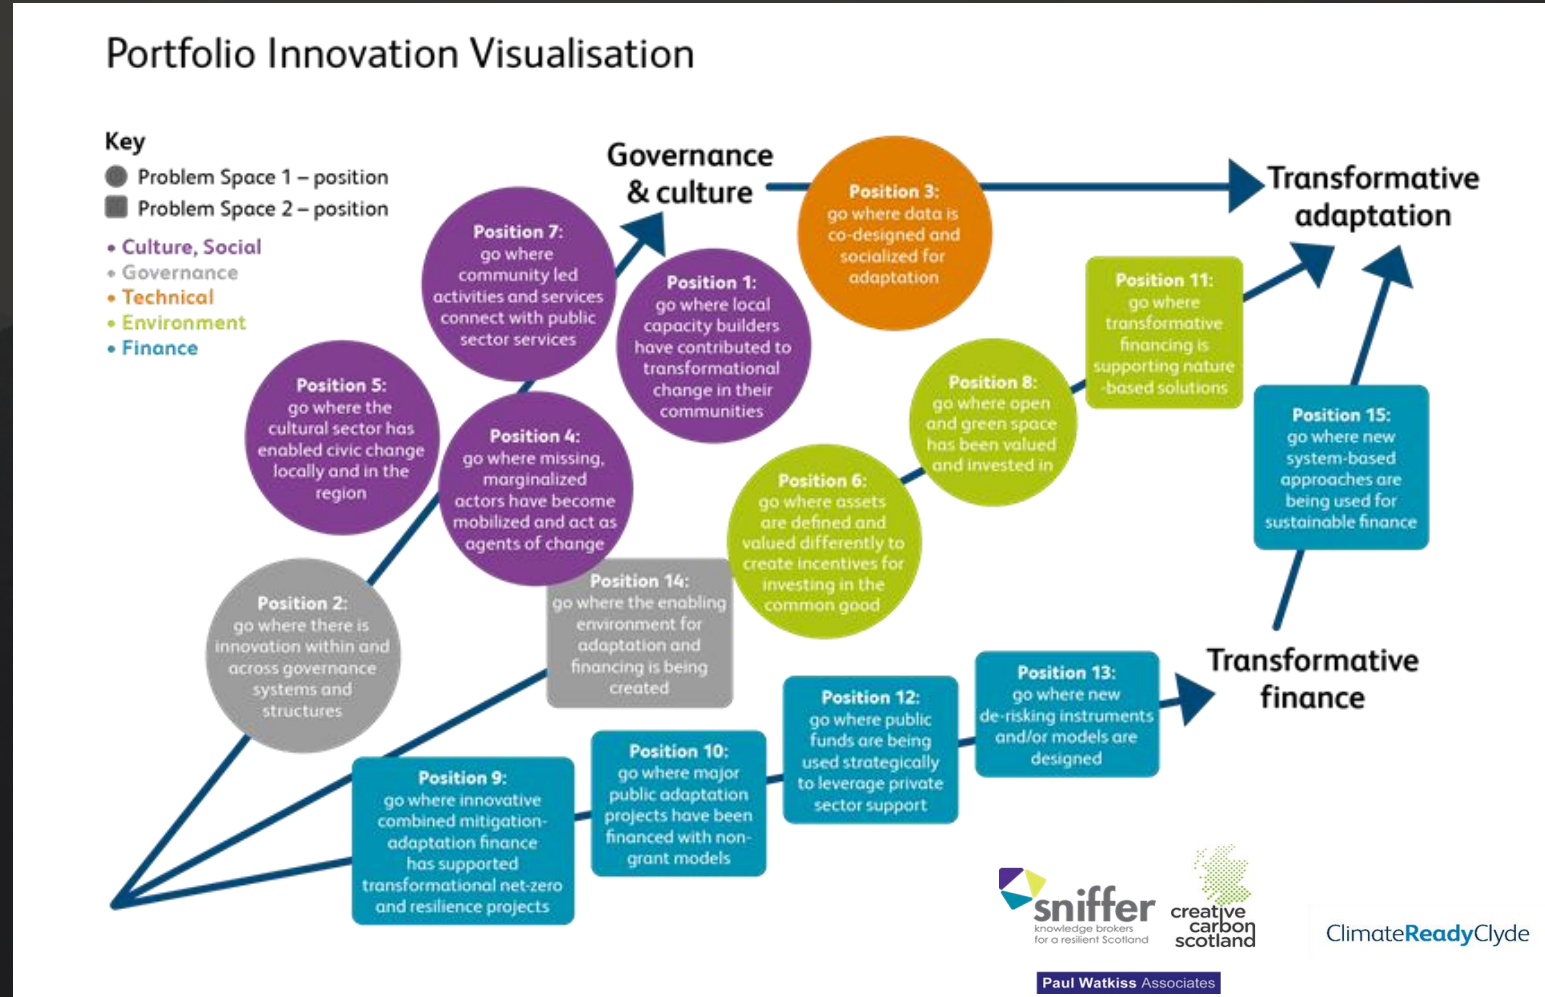 Portfolio Innovation Visualisation
Key
Problem Space 1 – position
Problem Space 2 – position
• Culture, Social
• Governance
• Technical
• Environment
• Finance
Governance
& culture
Transformative
adaptation
Position 3:
go where data is
co-designed and
socialized for
adaptation
Position 7:
go where
community led
activities and services
connect with public
sector services
Position 1:
go where local
capacity builders
have contributed to
transformational
change in their
communities
Position 11:
go where
transformative
financing is
supporting nature
-based solutions
Position 5:
go where the
cultural sector has
enabled civic change
locally and in the
region
Position 4:
go where missing,
marginalized
actors have become
mobilized and act as
agents of change
Position 8:
go where open
and green space
has been valued
and invested in
Position 15:
go where new
system-based
approaches are
being used for
sustainable finance
Position 6:
go where assets
are defined and
valued differently to
create incentives for
investing in the
common good
Position 2:
go where there is
innovation within and
across governance
systems and
structures
Position 14:
go where the enabling
environment for
adaptation and
financing is being
created
Transformative
finance
Position 13:
go where new
de-risking instruments
and/or models are
designed
Position 12:
go where public
funds are being
used strategically
to leverage private
sector support
Position 10:
go where major
public adaptation
projects have been
financed with non-
grant models
Position 9:
go where innovative
combined mitigation-
adaptation finance
has supported
transformational net-zero
and resilience projects
sniffer
knowledge brokers
for a resilient Scotland
creative
carbon
scotland
ClimateReadyClyde
Paul Watkiss Associates